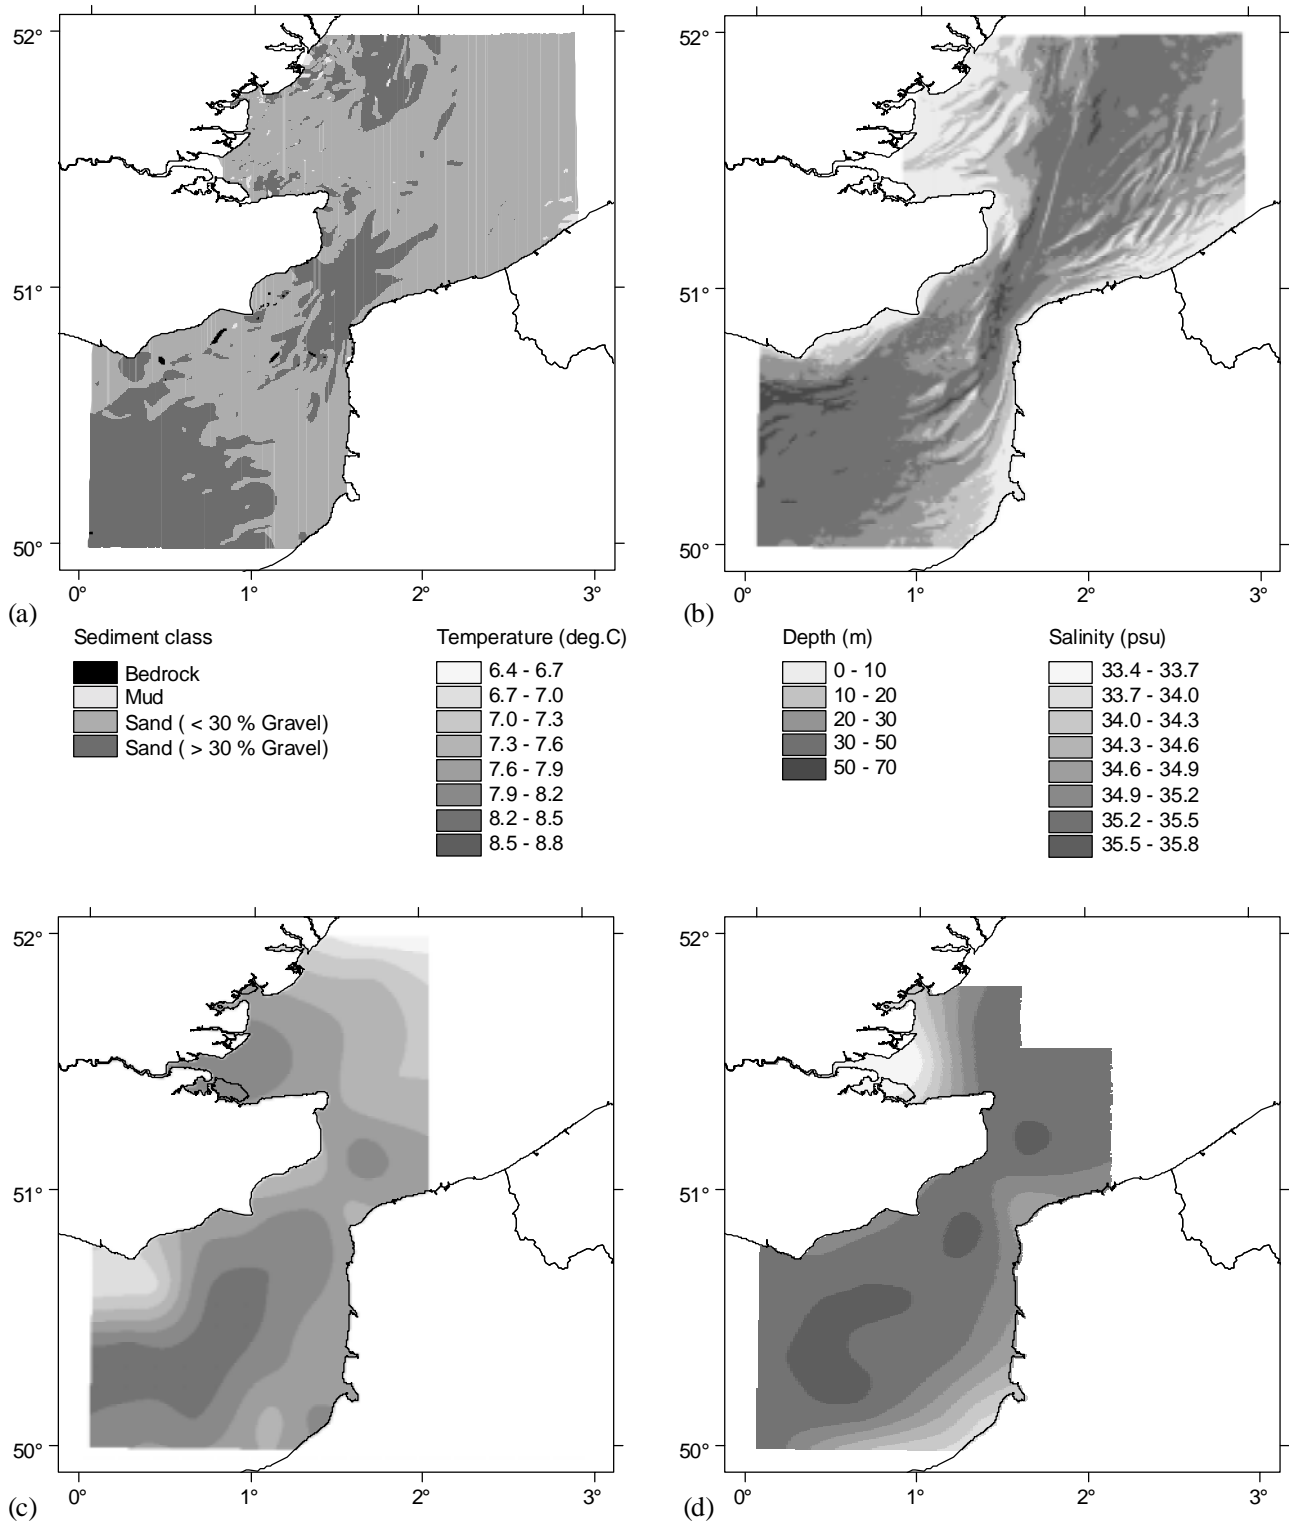 52°
51°
50°
0°
1°
2°
3°
(a)
52°
51°
50°
0°
1°
2°
3°
(b)
Sediment class
Bedrock
Mud
Sand ( < 30 % Gravel)
Sand ( > 30 % Gravel)
Temperature (deg.C)
6.4 - 6.7
6.7 - 7.0
7.0 - 7.3
7.3 - 7.6
7.6 - 7.9
7.9 - 8.2
8.2 - 8.5
8.5 - 8.8
Depth (m)
0 - 10
10 - 20
20 - 30
30 - 50
50 - 70
Salinity (psu)
33.4 - 33.7
33.7 - 34.0
34.0 - 34.3
34.3 - 34.6
34.6 - 34.9
34.9 - 35.2
35.2 - 35.5
35.5 - 35.8
52°
51°
50°
0°
1°
2°
3°
(c)
52°
51°
50°
0°
1°
2°
3°
(d)